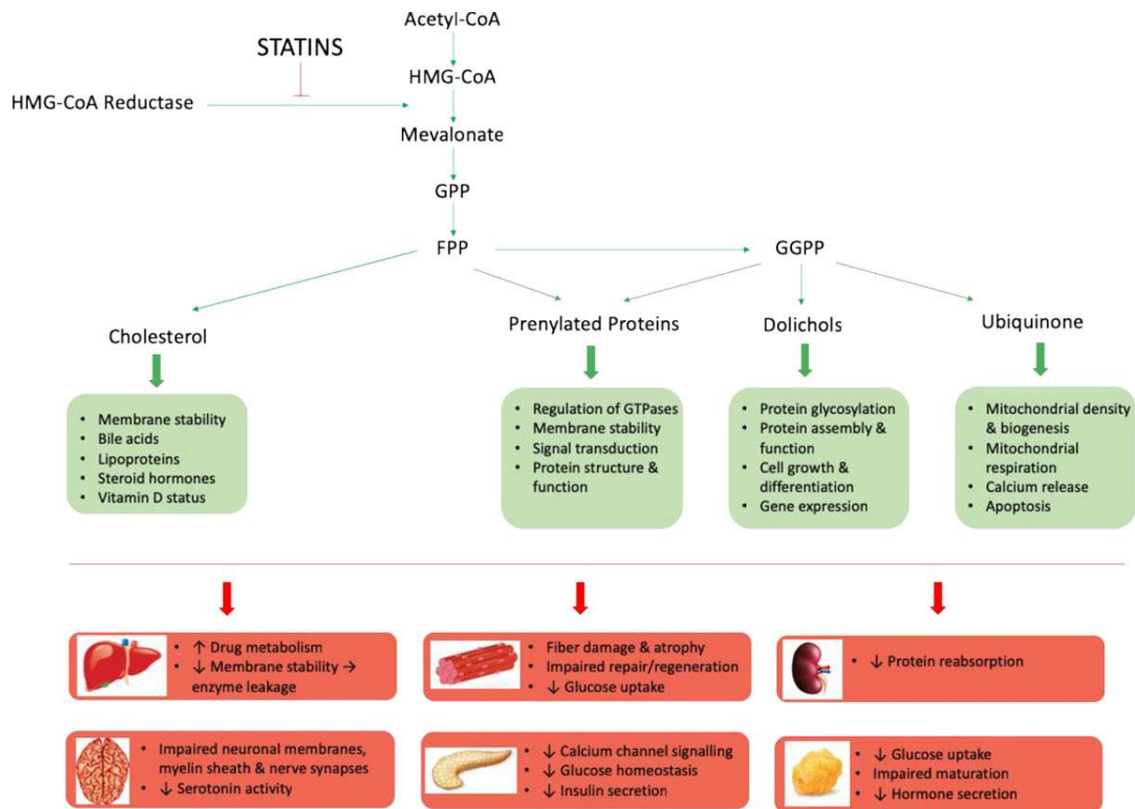 Acetyl-CoA
STATINS
HMG-CoA
HMG-CoA Reductase
Mevalonate
GPP
FPP
GGPP
Cholesterol
Prenylated Proteins
Dolichols
Ubiquinone
• Membrane stability
• Bile acids
• Lipoproteins
• Steroid hormones
• Vitamin D status
• Regulation of GTPases
• Membrane stability
• Signal transduction
• Protein structure &
function
• Protein glycosylation
• Protein assembly &
function
• Cell growth &
differentiation
• Gene expression
• Mitochondrial density
& biogenesis
• Mitochondrial
respiration
• Calcium release
• Apoptosis
• ↑ Drug metabolism
• ↓ Membrane stability →
enzyme leakage
• Fiber damage & atrophy
• Impaired repair/regeneration
• ↓ Glucose uptake
• ↓ Protein reabsorption
• Impaired neuronal membranes,
myelin sheath & nerve synapses
• ↓ Serotonin activity
• ↓ Calcium channel signalling
• ↓ Glucose homeostasis
• ↓ Insulin secretion
• ↓ Glucose uptake
• Impaired maturation
• ↓ Hormone secretion